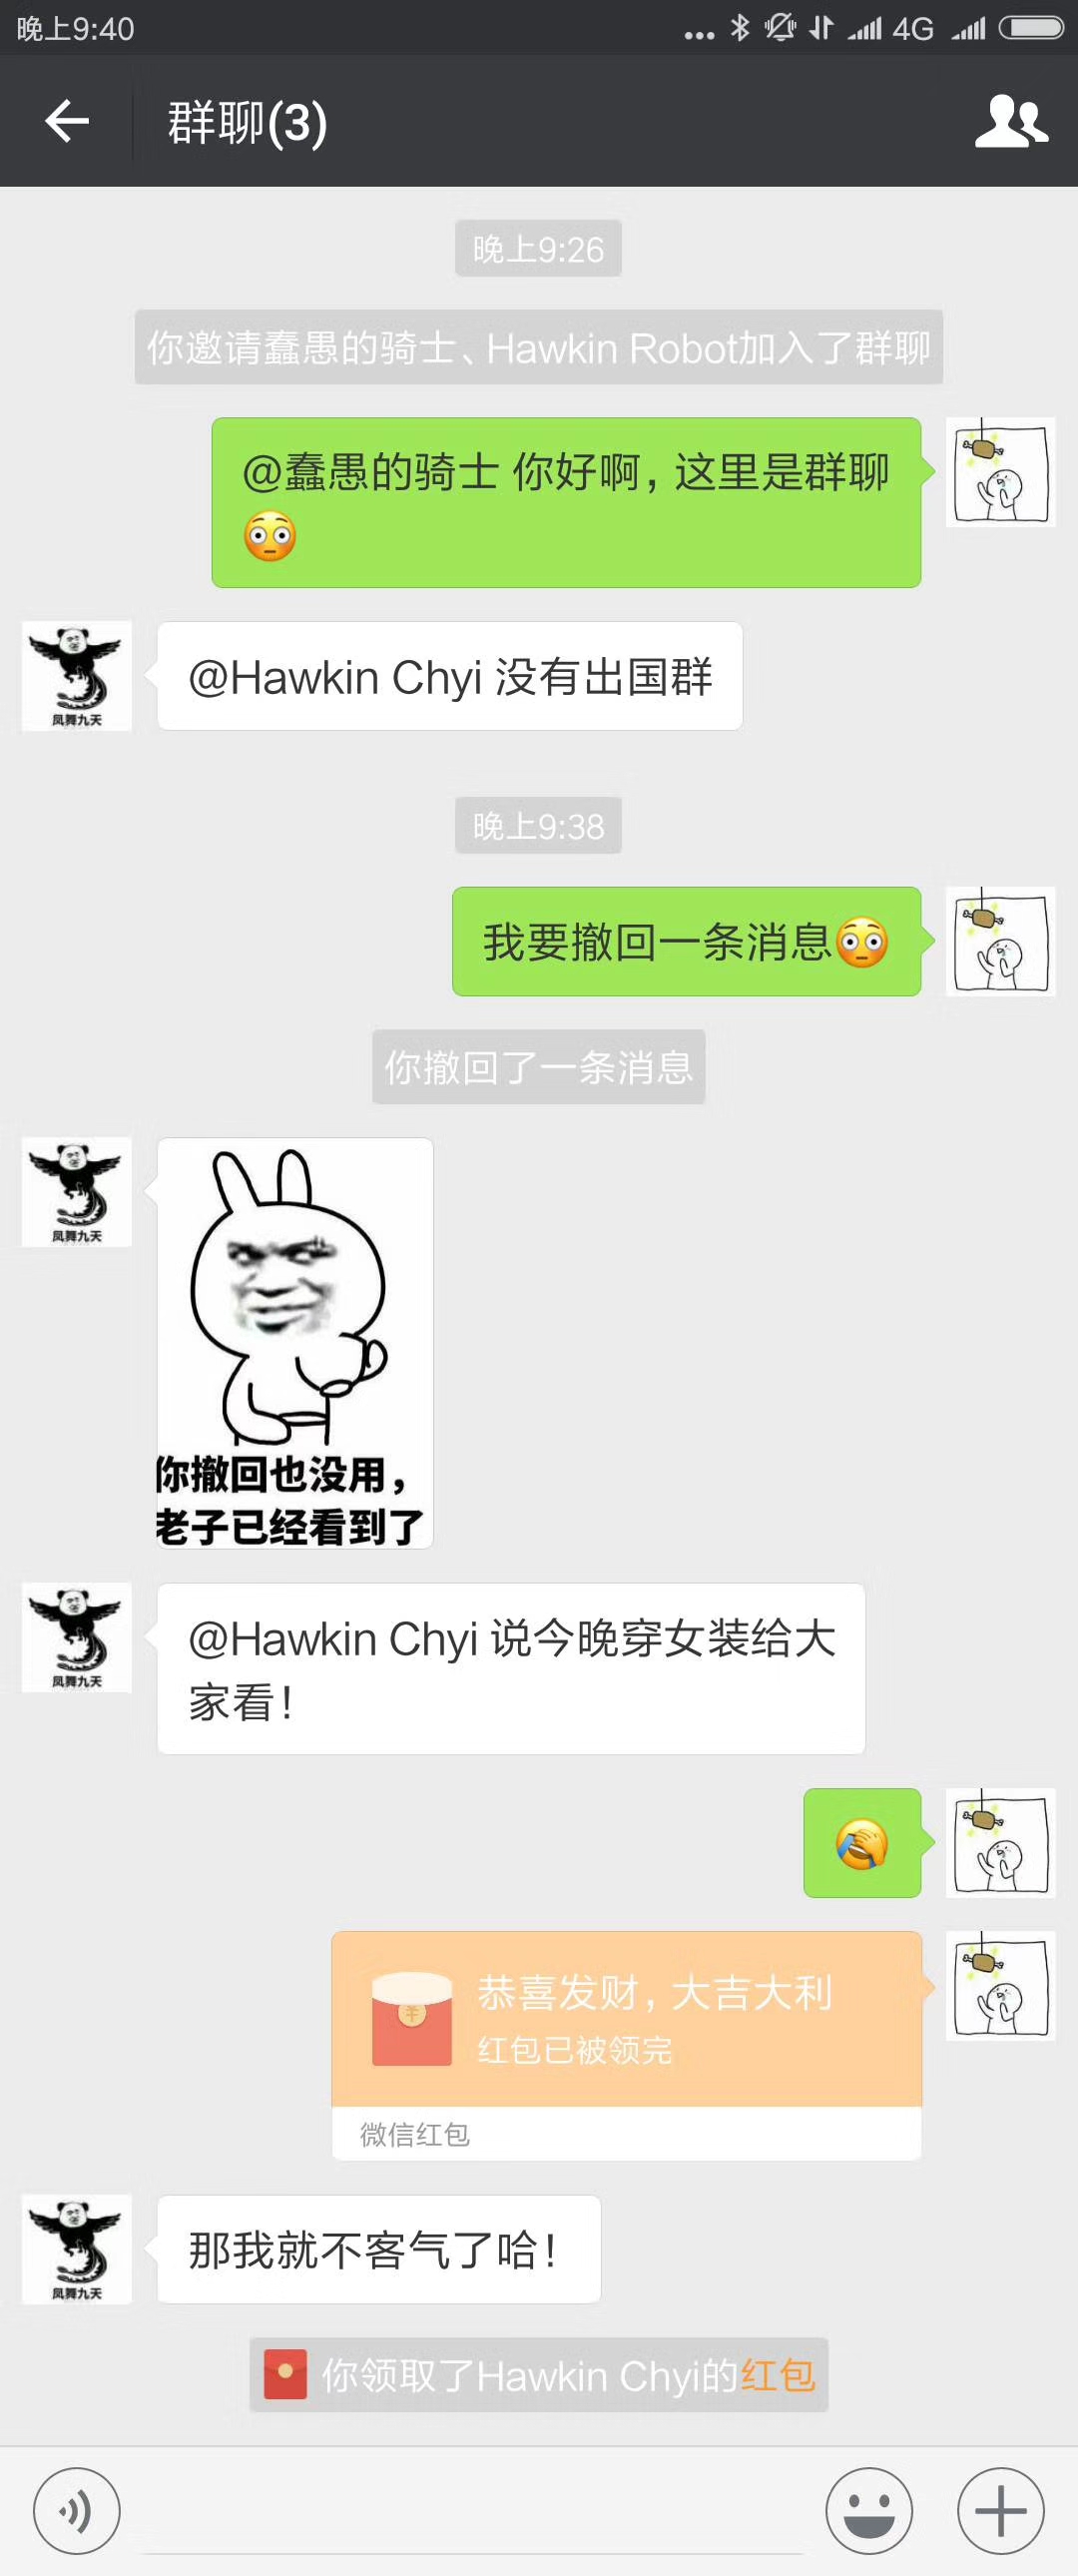 晚上9:40
4G
群聊(3)
晚上9:26
你邀请蠢愚的骑士、Hawkin Robot加入了群聊
@蠢愚的骑士 你好啊，这里是群聊
凤舞九天
@Hawkin Chyi 没有出国群
晚上9:38
我要撤回一条消息
你撤回了一条消息
凤舞九天
你撤回也没用，
老子已经看到了
凤舞九天
@Hawkin Chyi 说今晚穿女装给大
家看！
恭喜发财，大吉大利
红包已被领完
微信红包
凤舞九天
那我就不客气了哈！
你领取了Hawkin Chyi的红包